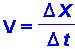 V = ΔX / Δt